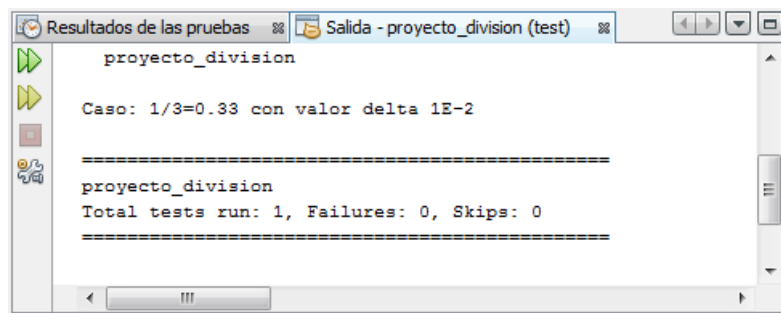 Resultados de las pruebas Salida - proyecto_division (test)
proyecto_division
Caso: 1/3=0.33 con valor delta 1E-2
===============================================
proyecto_division
Total tests run: 1, Failures: 0, Skips: 0
===============================================